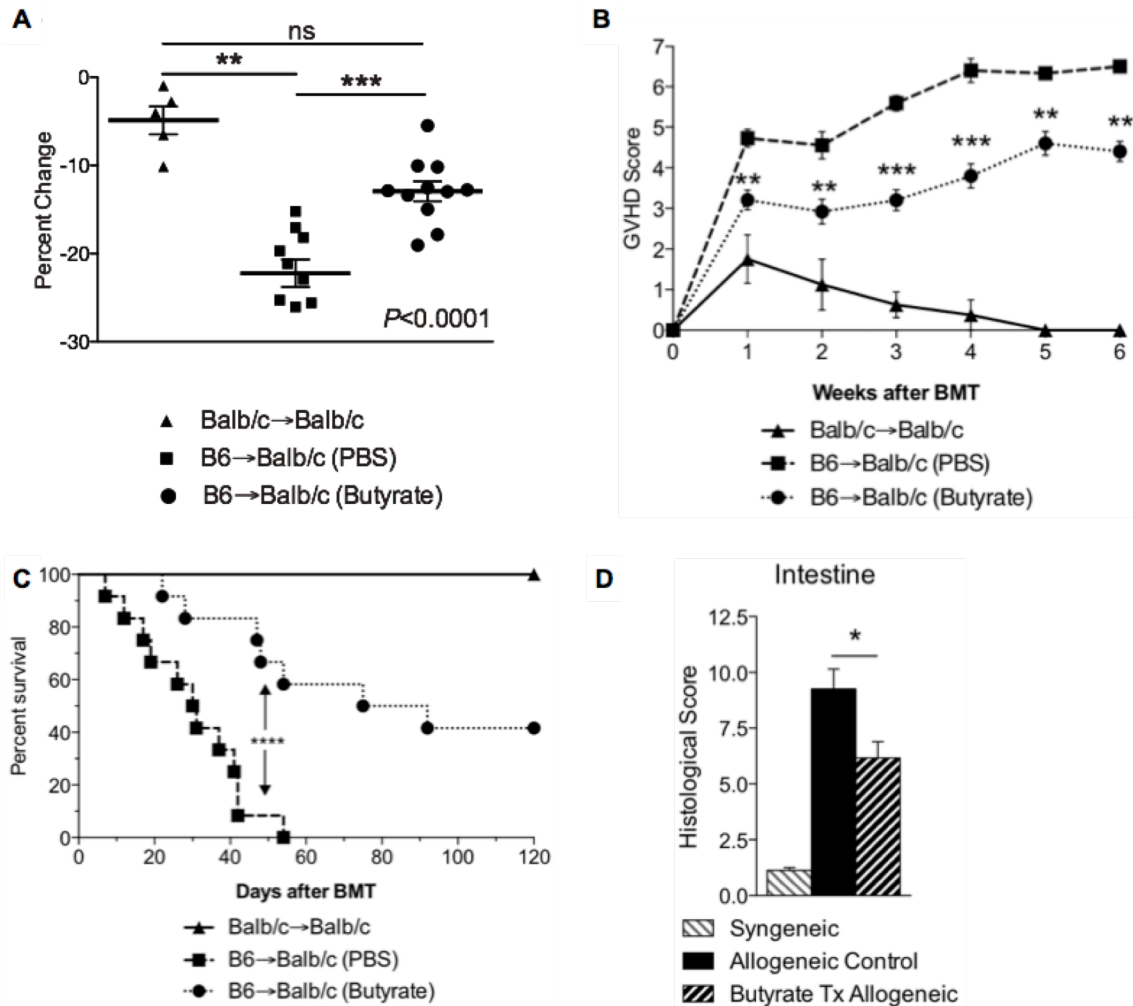 A
ns
**
***
0
-10
-20
-30
Percent Change
P<0.0001
Balb/c→Balb/c
B6→Balb/c (PBS)
B6→Balb/c (Butyrate)
B
7
6
5
4
3
2
1
0
GVHD Score
**
**
***
***
**
**
0 1 2 3 4 5 6
Weeks after BMT
Balb/c→Balb/c
B6→Balb/c (PBS)
B6→Balb/c (Butyrate)
C
100
80
60
40
20
0
Percent survival
****
0 20 40 60 80 100 120
Days after BMT
Balb/c→Balb/c
B6→Balb/c (PBS)
B6→Balb/c (Butyrate)
D
Intestine
12.5
10.0
7.5
5.0
2.5
0.0
Histological Score
*
Syngeneic
Allogeneic Control
Butyrate Tx Allogeneic